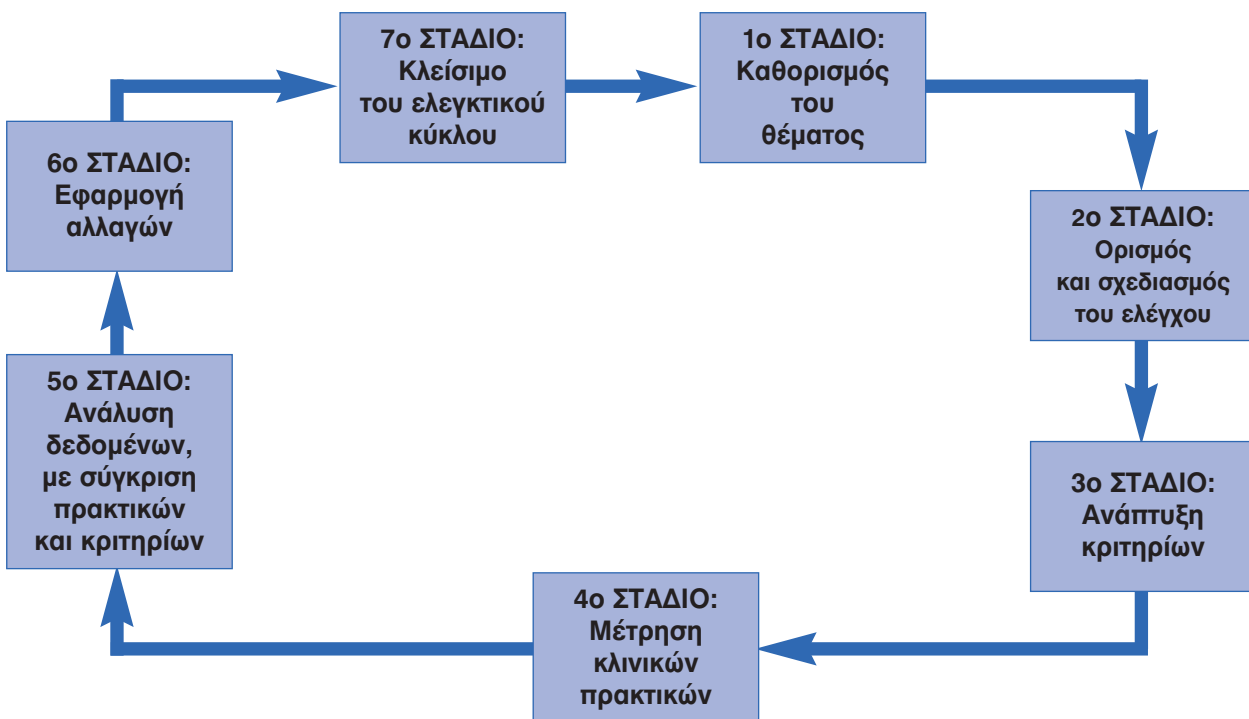 7ο ΣΤΑΔΙΟ:
Κλείσιμο
του ελεγκτικού
κύκλου
1ο ΣΤΑΔΙΟ:
Καθορισμός
του
θέματος
6ο ΣΤΑΔΙΟ:
Εφαρμογή
αλλαγών
2ο ΣΤΑΔΙΟ:
Ορισμός
και σχεδιασμός
του ελέγχου
5ο ΣΤΑΔΙΟ:
Ανάλυση
δεδομένων,
με σύγκριση
πρακτικών
και κριτηρίων
3ο ΣΤΑΔΙΟ:
Ανάπτυξη
κριτηρίων
4ο ΣΤΑΔΙΟ:
Μέτρηση
κλινικών
πρακτικών